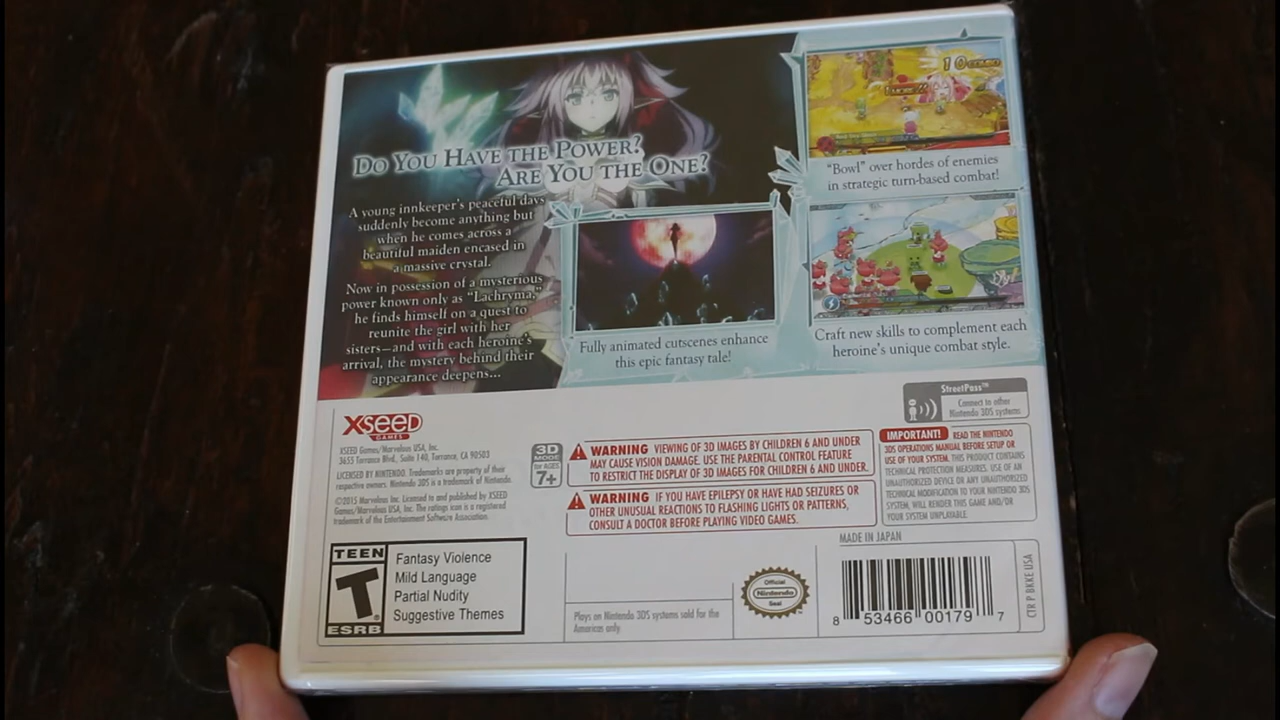 DO YOU HAVE THE POWER?
ARE YOU THE ONE?
A young innkeeper's peaceful days
suddenly become anything but
when he comes across a
beautiful maiden encased in
a massive crystal.
Now in possession of a mysterious
power known only as "Lachryma,"
he finds himself on a quest to
reunite the girl with her
sisters—and with each heroine's
arrival, the mystery behind their
appearance deepens...
Fully animated cutscenes enhance
this epic fantasy tale!
10 COMBO
"Bowl" over hordes of enemies
in strategic turn-based combat!
Craft new skills to complement each
heroine's unique combat style.
StreetPass™
Connect to other
Nintendo 3DS systems
XSEED
GAMES
XSEED Games/Marvelous USA, Inc.
3655 Torrance Blvd., Suite 140, Torrance, CA 90503
LICENSED BY NINTENDO. Trademarks are property of their
respective owners. Nintendo 3DS is a trademark of Nintendo.
©2015 Marvelous Inc. Licensed to and published by XSEED
Games/Marvelous USA, Inc. The ratings icon is a registered
trademark of the Entertainment Software Association.
3D
MODE
for AGES
7+
WARNING VIEWING OF 3D IMAGES BY CHILDREN 6 AND UNDER
MAY CAUSE VISION DAMAGE. USE THE PARENTAL CONTROL FEATURE
TO RESTRICT THE DISPLAY OF 3D IMAGES FOR CHILDREN 6 AND UNDER.
WARNING IF YOU HAVE EPILEPSY OR HAVE HAD SEIZURES OR
OTHER UNUSUAL REACTIONS TO FLASHING LIGHTS OR PATTERNS,
CONSULT A DOCTOR BEFORE PLAYING VIDEO GAMES.
IMPORTANT! READ THE NINTENDO
3DS OPERATIONS MANUAL BEFORE SETUP OR
USE OF YOUR SYSTEM. THIS PRODUCT CONTAINS
TECHNICAL PROTECTION MEASURES. USE OF AN
UNAUTHORIZED DEVICE OR ANY UNAUTHORIZED
TECHNICAL MODIFICATION TO YOUR NINTENDO 3DS
SYSTEM, WILL RENDER THIS GAME AND/OR
YOUR SYSTEM UNPLAYABLE.
TEEN
T
ESRB
Fantasy Violence
Mild Language
Partial Nudity
Suggestive Themes
Plays on Nintendo 3DS systems sold for the
Americas only.
Official
Nintendo
Seal
MADE IN JAPAN
8 53466 00179 7
CTR P BKKE USA